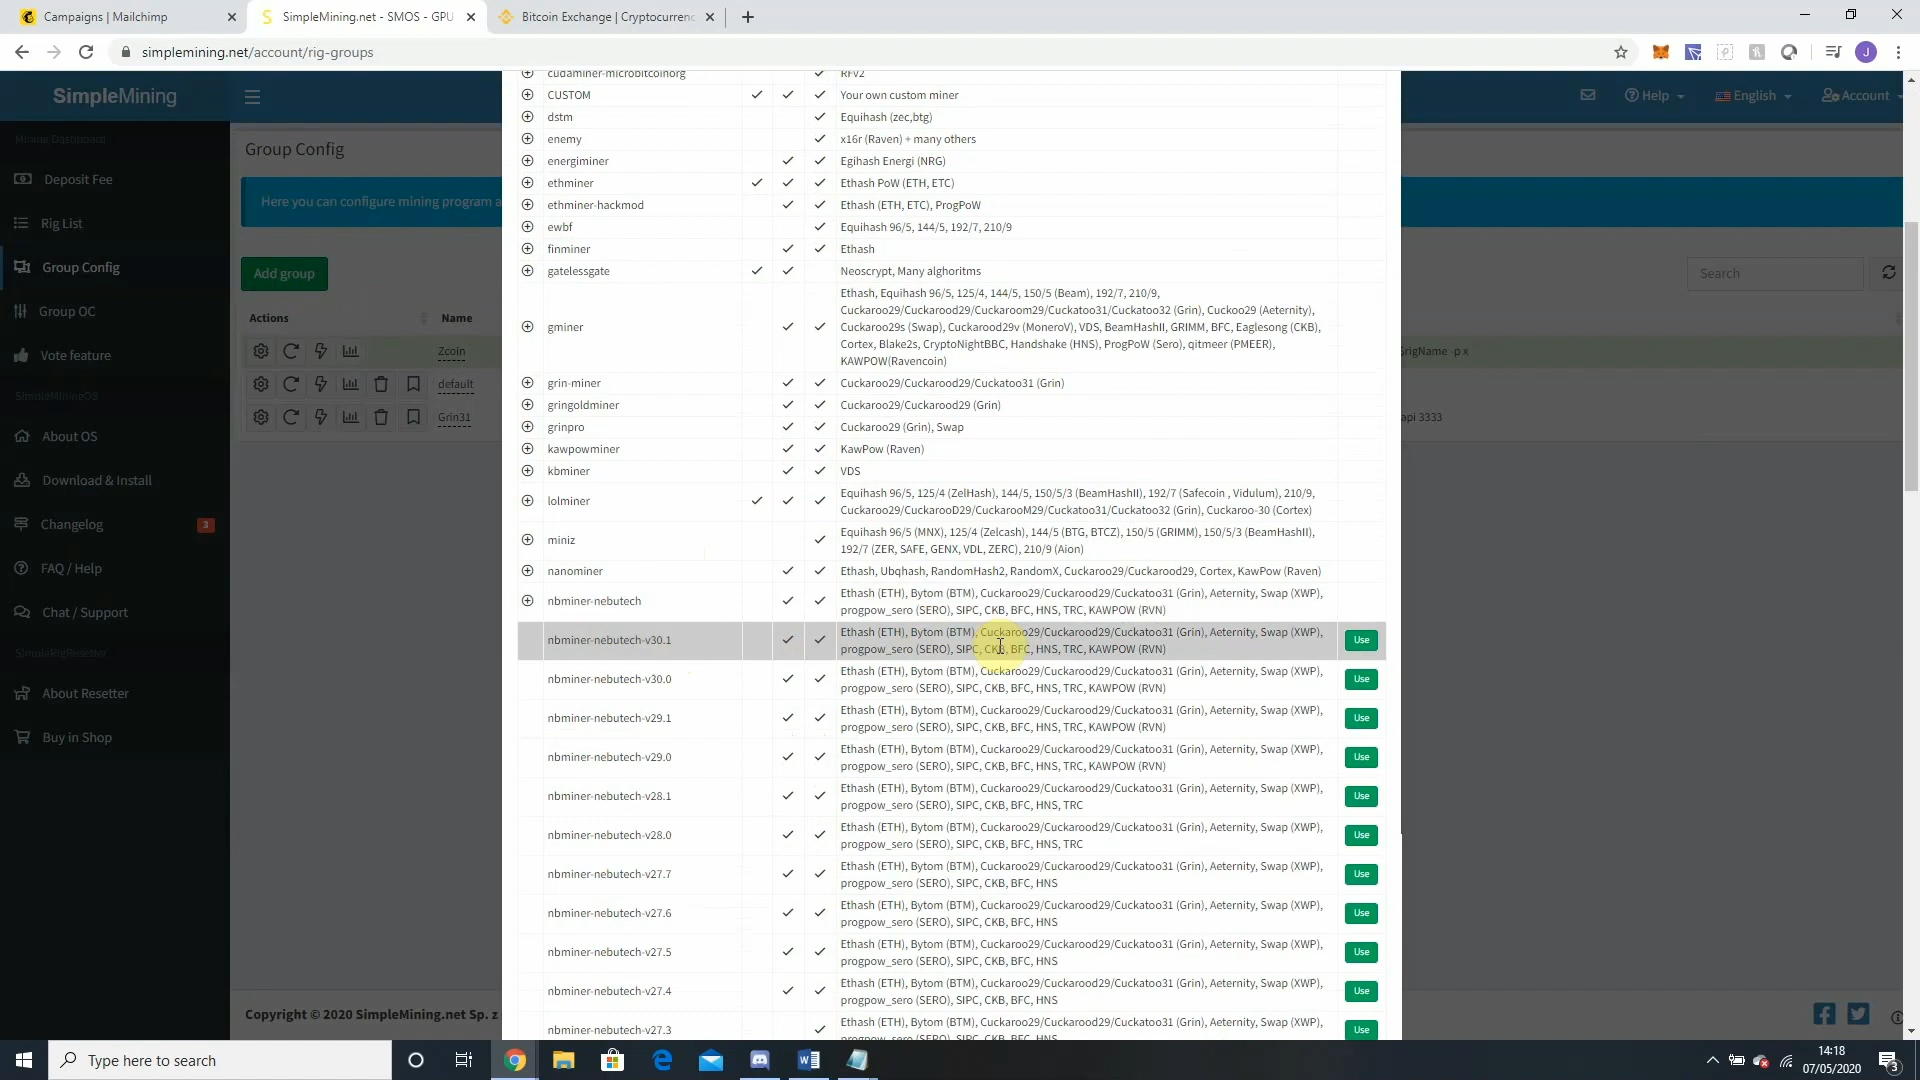 Campaigns | Mailchimp
SimpleMining.net - SMOS - GPU
Bitcoin Exchange | Cryptocurrenc
simplemining.net/account/rig-groups
J
SimpleMining
Help
English
Account
Mining Dashboard
Deposit Fee
Rig List
Group Config
Group OC
Vote feature
SimpleMiningOS
About OS
Download & Install
Changelog
3
FAQ / Help
Chat / Support
SimpleRigResetter
About Resetter
Buy in Shop
Group Config
Here you can configure mining program a
Add group
Search
Actions
Name
Zcoin
$rigName -p x
default
Grin31
api 3333
cudaminer-microbitcoinorg RFv2
CUSTOM Your own custom miner
dstm Equihash (zec,btg)
enemy x16r (Raven) + many others
energiminer Egihash Energi (NRG)
ethminer Ethash PoW (ETH, ETC)
ethminer-hackmod Ethash (ETH, ETC), ProgPoW
ewbf Equihash 96/5, 144/5, 192/7, 210/9
finminer Ethash
gatelessgate Neoscrypt, Many alghoritms
Ethash, Equihash 96/5, 125/4, 144/5, 150/5 (Beam), 192/7, 210/9,
Cuckaroo29/Cuckarood29/Cuckaroom29/Cuckatoo31/Cuckatoo32 (Grin), Cuckoo29 (Aeternity),
gminer Cuckaroo29s (Swap), Cuckarood29v (MoneroV), VDS, BeamHashII, GRIMM, BFC, Eaglesong (CKB),
Cortex, Blake2s, CryptoNightBBC, Handshake (HNS), ProgPoW (Sero), qitmeer (PMEER),
KAWPOW(Ravencoin)
grin-miner Cuckaroo29/Cuckarood29/Cuckatoo31 (Grin)
gringoldminer Cuckaroo29/Cuckarood29 (Grin)
grinpro Cuckaroo29 (Grin), Swap
kawpowminer KawPow (Raven)
kbminer VDS
lolminer Equihash 96/5, 125/4 (ZelHash), 144/5, 150/5/3 (BeamHashII), 192/7 (Safecoin , Vidulum), 210/9,
Cuckaroo29/CuckarooD29/CuckarooM29/Cuckatoo31/Cuckatoo32 (Grin), Cuckaroo-30 (Cortex)
miniz Equihash 96/5 (MNX), 125/4 (Zelcash), 144/5 (BTG, BTCZ), 150/5 (GRIMM), 150/5/3 (BeamHashII),
192/7 (ZER, SAFE, GENX, VDL, ZERC), 210/9 (Aion)
nanominer Ethash, Ubqhash, RandomHash2, RandomX, Cuckaroo29/Cuckarood29, Cortex, KawPow (Raven)
nbminer-nebutech Ethash (ETH), Bytom (BTM), Cuckaroo29/Cuckarood29/Cuckatoo31 (Grin), Aeternity, Swap (XWP),
progpow_sero (SERO), SIPC, CKB, BFC, HNS, TRC, KAWPOW (RVN)
nbminer-nebutech-v30.1 Ethash (ETH), Bytom (BTM), Cuckaroo29/Cuckarood29/Cuckatoo31 (Grin), Aeternity, Swap (XWP), Use
progpow_sero (SERO), SIPC, CKB, BFC, HNS, TRC, KAWPOW (RVN)
nbminer-nebutech-v30.0 Ethash (ETH), Bytom (BTM), Cuckaroo29/Cuckarood29/Cuckatoo31 (Grin), Aeternity, Swap (XWP), Use
progpow_sero (SERO), SIPC, CKB, BFC, HNS, TRC, KAWPOW (RVN)
nbminer-nebutech-v29.1 Ethash (ETH), Bytom (BTM), Cuckaroo29/Cuckarood29/Cuckatoo31 (Grin), Aeternity, Swap (XWP), Use
progpow_sero (SERO), SIPC, CKB, BFC, HNS, TRC, KAWPOW (RVN)
nbminer-nebutech-v29.0 Ethash (ETH), Bytom (BTM), Cuckaroo29/Cuckarood29/Cuckatoo31 (Grin), Aeternity, Swap (XWP), Use
progpow_sero (SERO), SIPC, CKB, BFC, HNS, TRC, KAWPOW (RVN)
nbminer-nebutech-v28.1 Ethash (ETH), Bytom (BTM), Cuckaroo29/Cuckarood29/Cuckatoo31 (Grin), Aeternity, Swap (XWP), Use
progpow_sero (SERO), SIPC, CKB, BFC, HNS, TRC
nbminer-nebutech-v28.0 Ethash (ETH), Bytom (BTM), Cuckaroo29/Cuckarood29/Cuckatoo31 (Grin), Aeternity, Swap (XWP), Use
progpow_sero (SERO), SIPC, CKB, BFC, HNS, TRC
nbminer-nebutech-v27.7 Ethash (ETH), Bytom (BTM), Cuckaroo29/Cuckarood29/Cuckatoo31 (Grin), Aeternity, Swap (XWP), Use
progpow_sero (SERO), SIPC, CKB, BFC, HNS
nbminer-nebutech-v27.6 Ethash (ETH), Bytom (BTM), Cuckaroo29/Cuckarood29/Cuckatoo31 (Grin), Aeternity, Swap (XWP), Use
progpow_sero (SERO), SIPC, CKB, BFC, HNS
nbminer-nebutech-v27.5 Ethash (ETH), Bytom (BTM), Cuckaroo29/Cuckarood29/Cuckatoo31 (Grin), Aeternity, Swap (XWP), Use
progpow_sero (SERO), SIPC, CKB, BFC, HNS
nbminer-nebutech-v27.4 Ethash (ETH), Bytom (BTM), Cuckaroo29/Cuckarood29/Cuckatoo31 (Grin), Aeternity, Swap (XWP), Use
progpow_sero (SERO), SIPC, CKB, BFC, HNS
nbminer-nebutech-v27.3 Ethash (ETH), Bytom (BTM), Cuckaroo29/Cuckarood29/Cuckatoo31 (Grin), Aeternity, Swap (XWP), Use
progpow_sero (SERO), SIPC, CKB, BFC, HNS
Copyright © 2020 SimpleMining.net Sp. z
Type here to search
14:18
07/05/2020
3